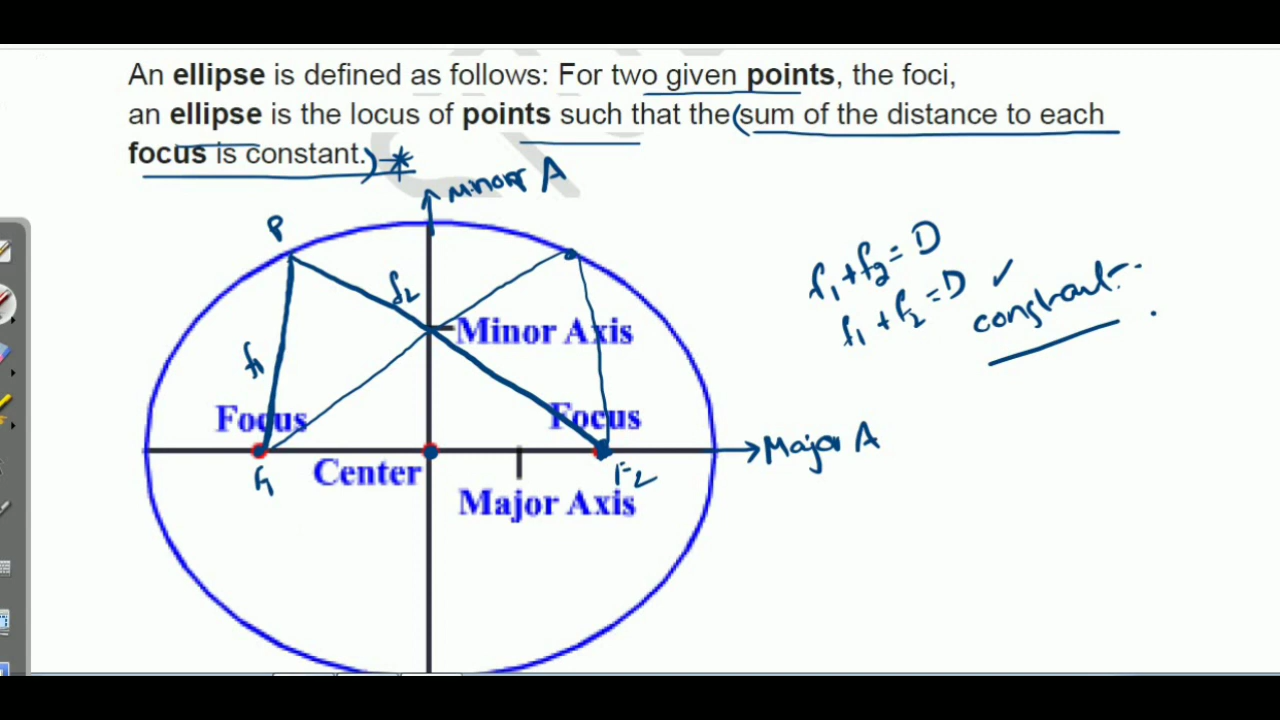 An ellipse is defined as follows: For two given points, the foci,
an ellipse is the locus of points such that the (sum of the distance to each
focus is constant.) *
Minor A
P
f2
f1 + f2 = D
f1 + f2 = D ✓
constant
Minor Axis
f1
Focus
Focus
Major A
Center
F1
F2
Major Axis